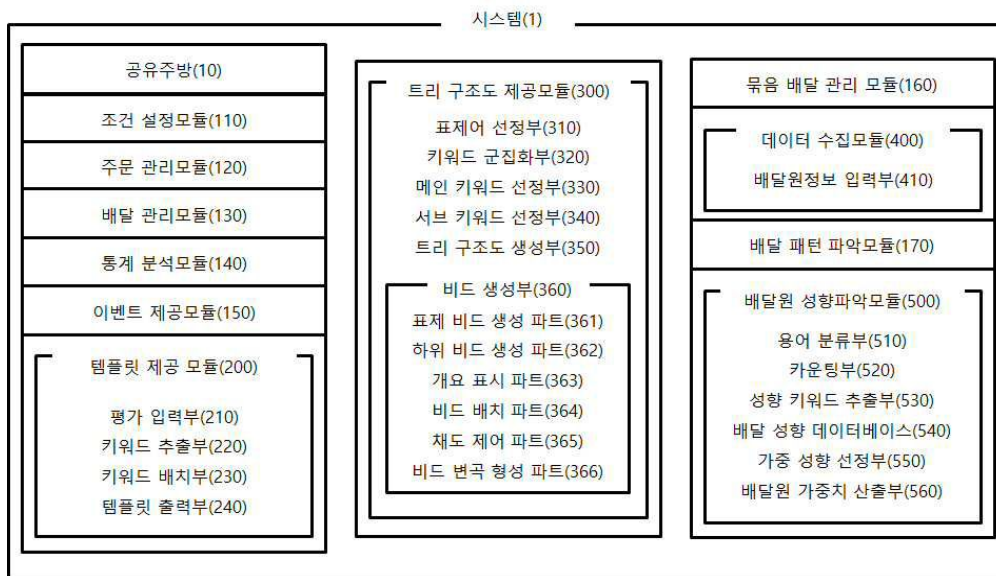 시스템(1)
공유주방(10)
조건 설정모듈(110)
주문 관리모듈(120)
배달 관리모듈(130)
통계 분석모듈(140)
이벤트 제공모듈(150)
템플릿 제공 모듈(200)
평가 입력부(210)
키워드 추출부(220)
키워드 배치부(230)
템플릿 출력부(240)
트리 구조도 제공모듈(300)
표제어 선정부(310)
키워드 군집화부(320)
메인 키워드 선정부(330)
서브 키워드 선정부(340)
트리 구조도 생성부(350)
비드 생성부(360)
표제 비드 생성 파트(361)
하위 비드 생성 파트(362)
개요 표시 파트(363)
비드 배치 파트(364)
채도 제어 파트(365)
비드 변곡 형성 파트(366)
묶음 배달 관리 모듈(160)
데이터 수집모듈(400)
배달원정보 입력부(410)
배달 패턴 파악모듈(170)
배달원 성향파악모듈(500)
용어 분류부(510)
카운팅부(520)
성향 키워드 추출부(530)
배달 성향 데이터베이스(540)
가중 성향 선정부(550)
배달원 가중치 산출부(560)